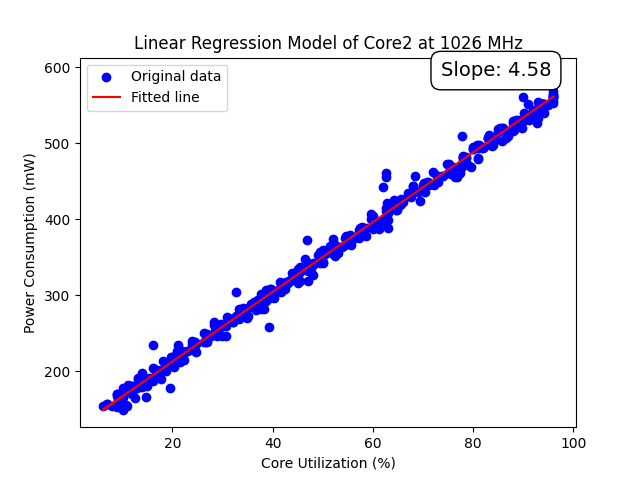 Linear Regression Model of Core2 at 1026 MHz
Slope: 4.58
Original data
Fitted line
600
500
400
300
200
Power Consumption (mW)
20 40 60 80 100
Core Utilization (%)